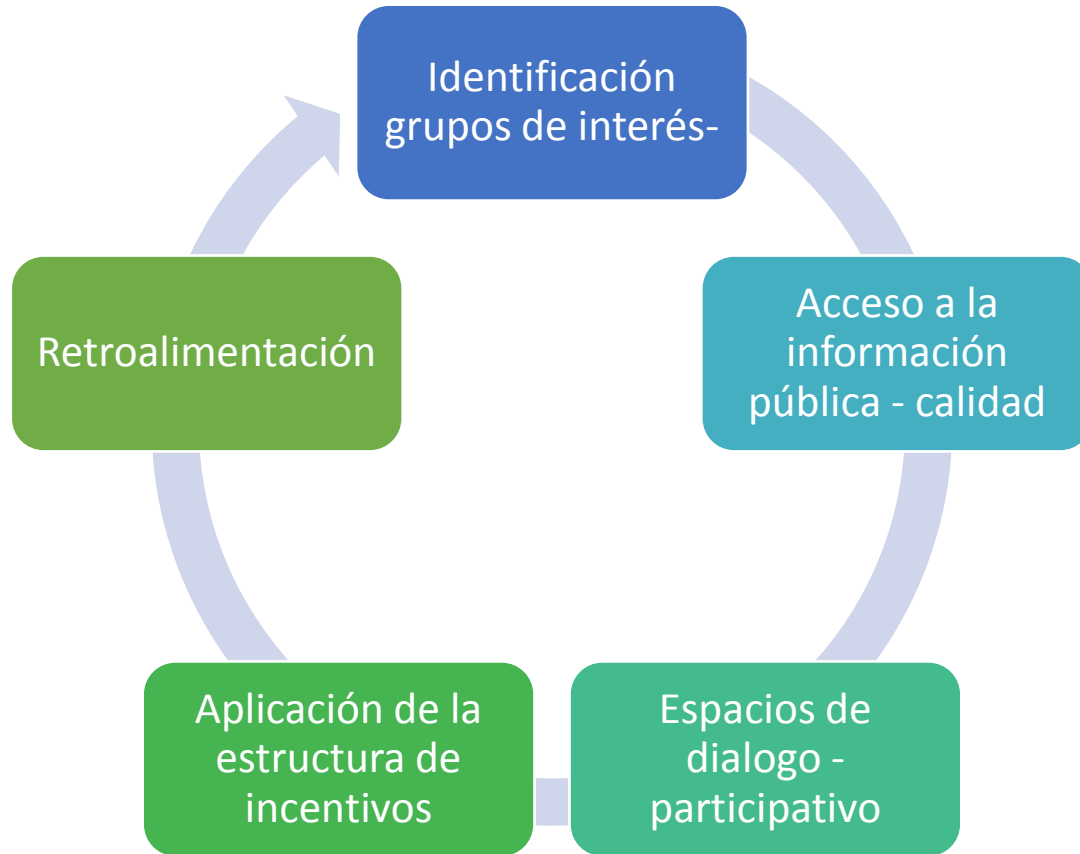 Identificación
grupos de interés-
Acceso a la
información
pública - calidad
Espacios de
dialogo -
participativo
Aplicación de la
estructura de
incentivos
Retroalimentación